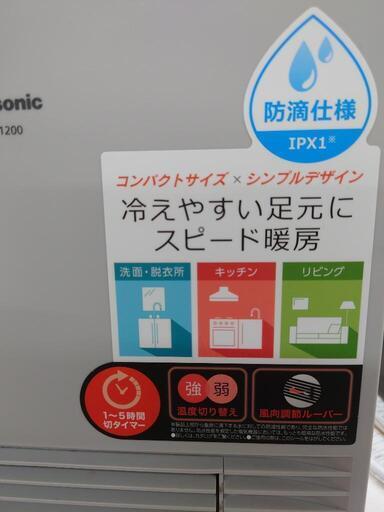 sonic
1200
防滴仕様
IPX1※
コンパクトサイズ×シンプルデザイン
冷えやすい足元に
スピード暖房
洗面・脱衣所
キッチン
リビング
1〜5時間
切タイマー
強 弱
温度切り替え
風向調節ルーバー